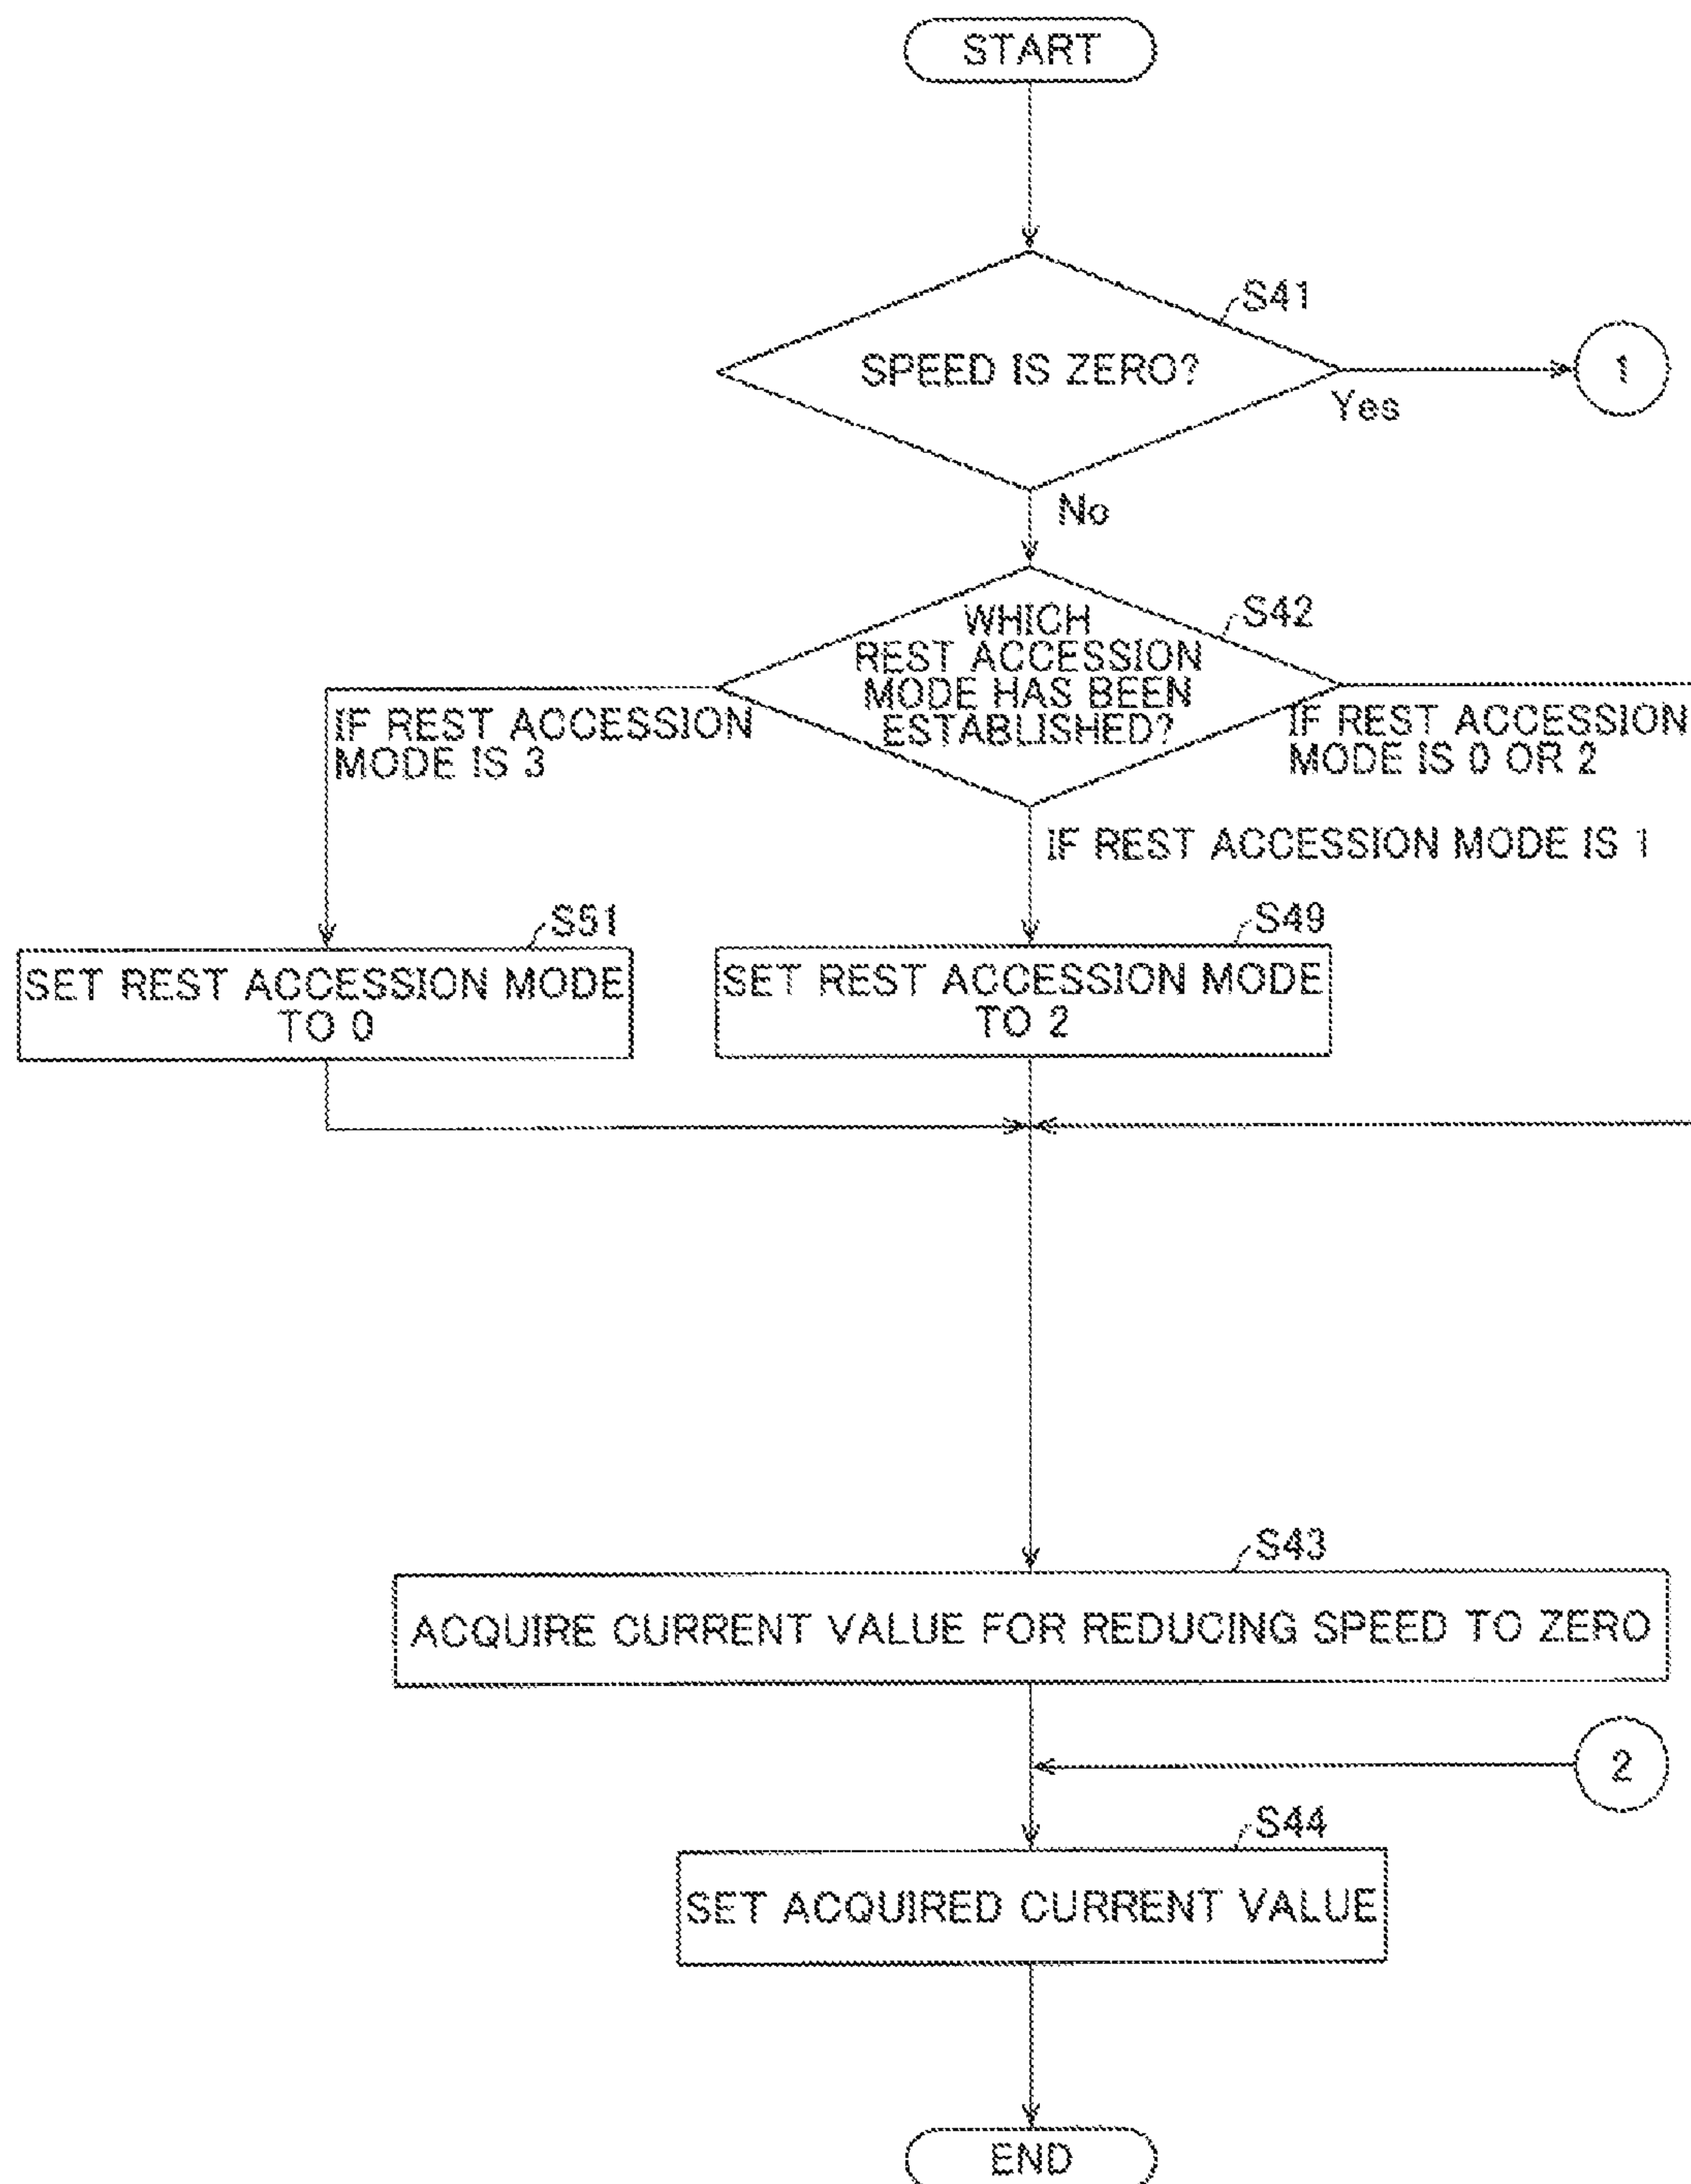 START
S41
SPEED IS ZERO?
1
Yes
No
S42
WHICH
REST ACCESSION
MODE HAS BEEN
ESTABLISHED?
IF REST ACCESSION
MODE IS 3
IF REST ACCESSION
MODE IS 0 OR 2
IF REST ACCESSION MODE IS 1
S51
SET REST ACCESSION MODE
TO 0
S49
SET REST ACCESSION MODE
TO 2
S43
ACQUIRE CURRENT VALUE FOR REDUCING SPEED TO ZERO
2
S44
SET ACQUIRED CURRENT VALUE
END